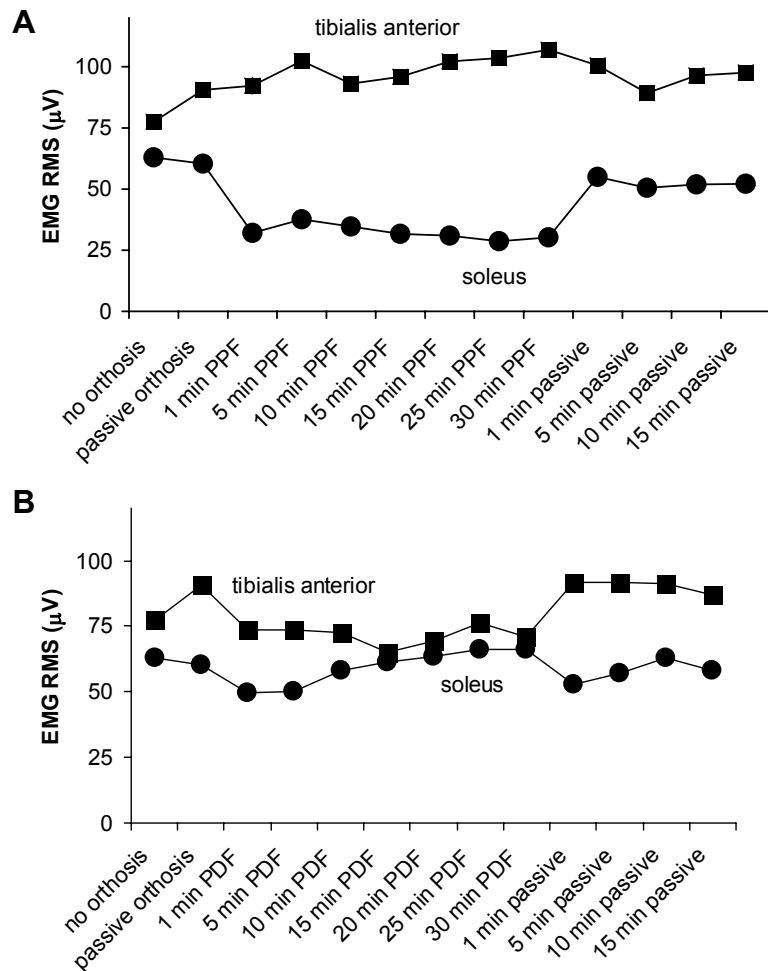 A
tibialis anterior
100
75
50
25
0
EMG RMS (μV)
soleus
no orthosis
passive orthosis
1 min PPF
5 min PPF
10 min PPF
15 min PPF
20 min PPF
25 min PPF
30 min PPF
1 min passive
5 min passive
10 min passive
15 min passive
B
100
75
50
25
0
EMG RMS (μV)
tibialis anterior
soleus
no orthosis
passive orthosis
1 min PDF
5 min PDF
10 min PDF
15 min PDF
20 min PDF
25 min PDF
30 min PDF
1 min passive
5 min passive
10 min passive
15 min passive